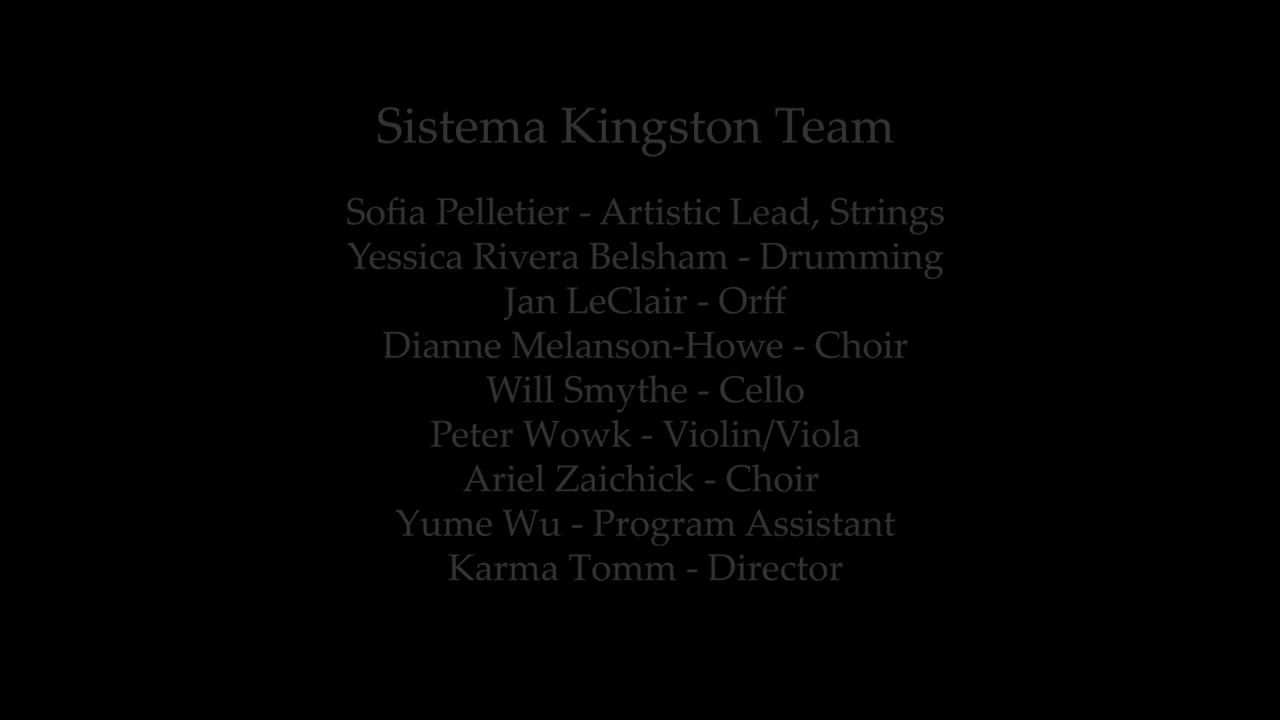 Sistema Kingston Team
Sofia Pelletier - Artistic Lead, Strings
Yessica Rivera Belsham - Drumming
Jan LeClair - Orff
Dianne Melanson-Howe - Choir
Will Smythe - Cello
Peter Wowk - Violin/Viola
Ariel Zaichick - Choir
Yume Wu - Program Assistant
Karma Tomm - Director